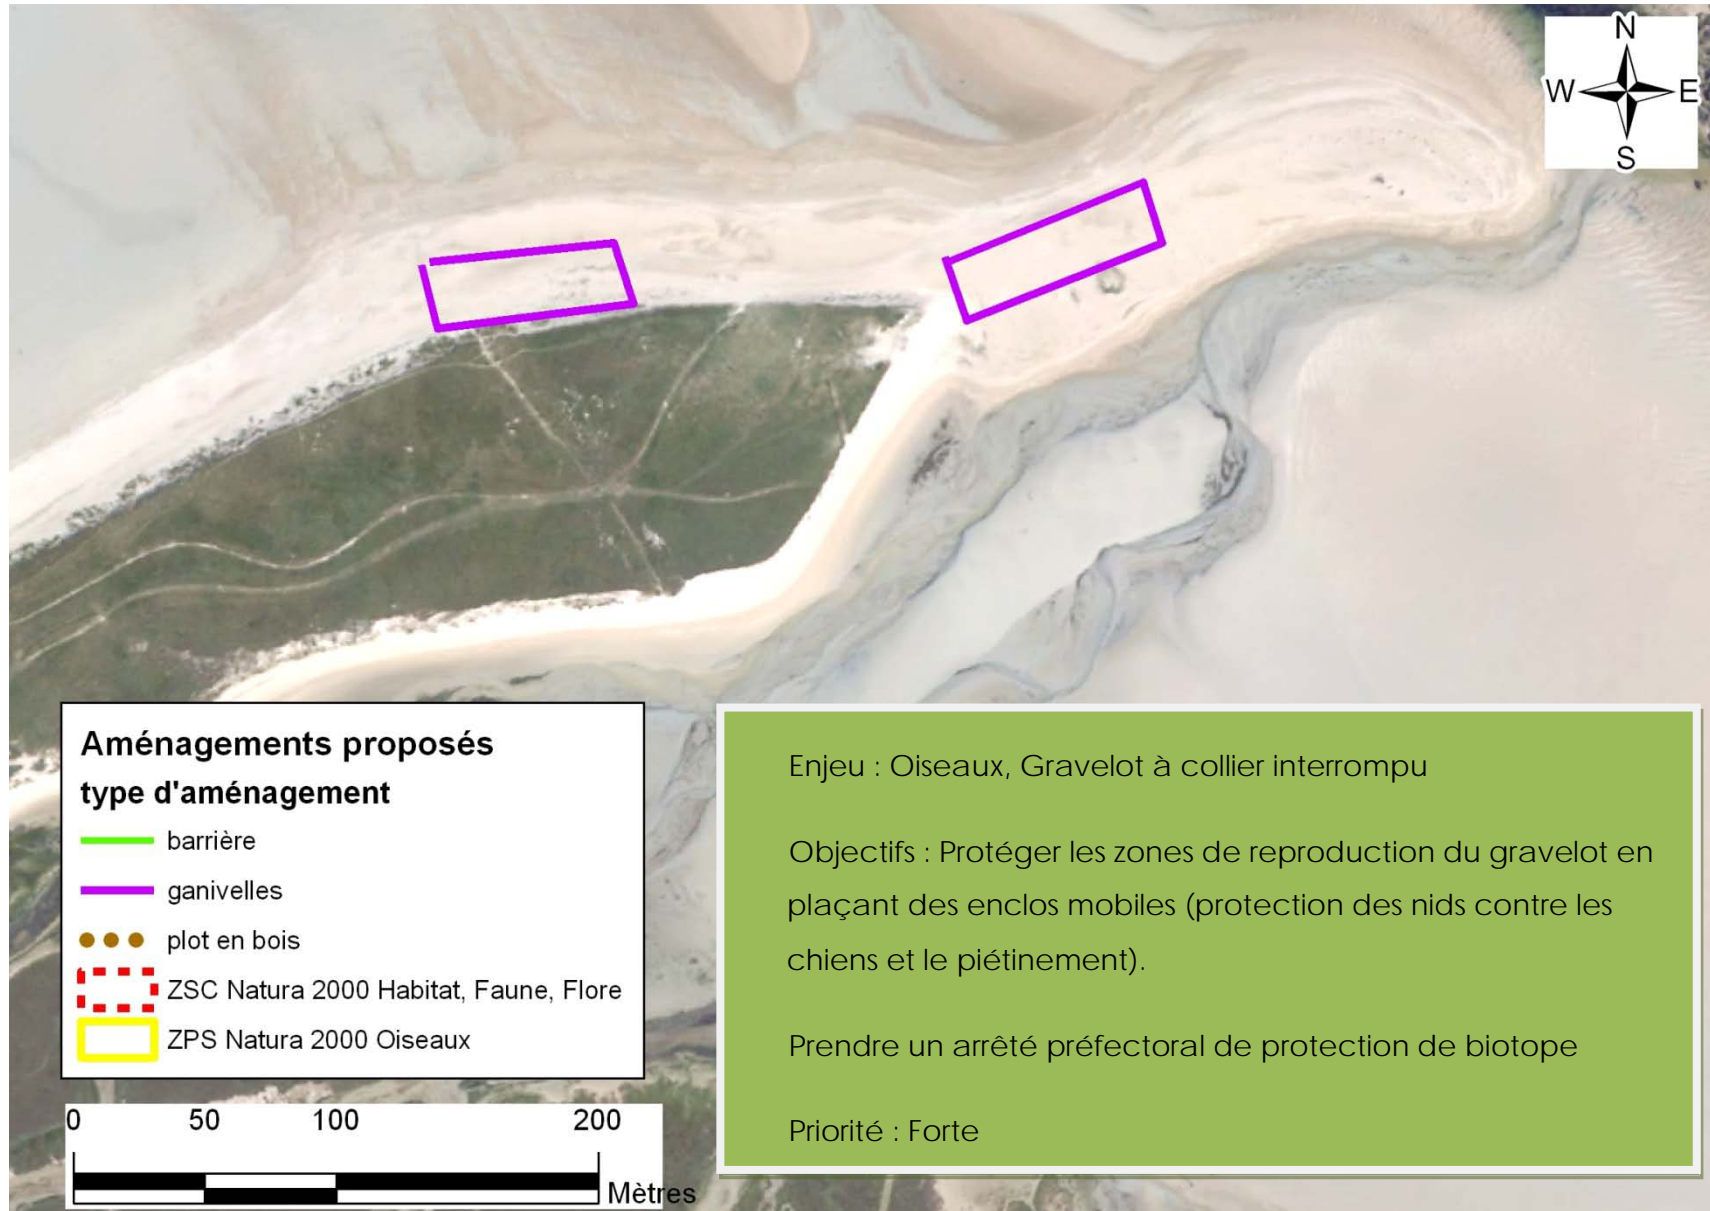 N
W E
S
Aménagements proposés
type d'aménagement
barrière
ganivelles
plot en bois
ZSC Natura 2000 Habitat, Faune, Flore
ZPS Natura 2000 Oiseaux
0 50 100 200
Mètres
Enjeu : Oiseaux, Gravelot à collier interrompu
Objectifs : Protéger les zones de reproduction du gravelot en
plaçant des enclos mobiles (protection des nids contre les
chiens et le piétinement).
Prendre un arrêté préfectoral de protection de biotope
Priorité : Forte